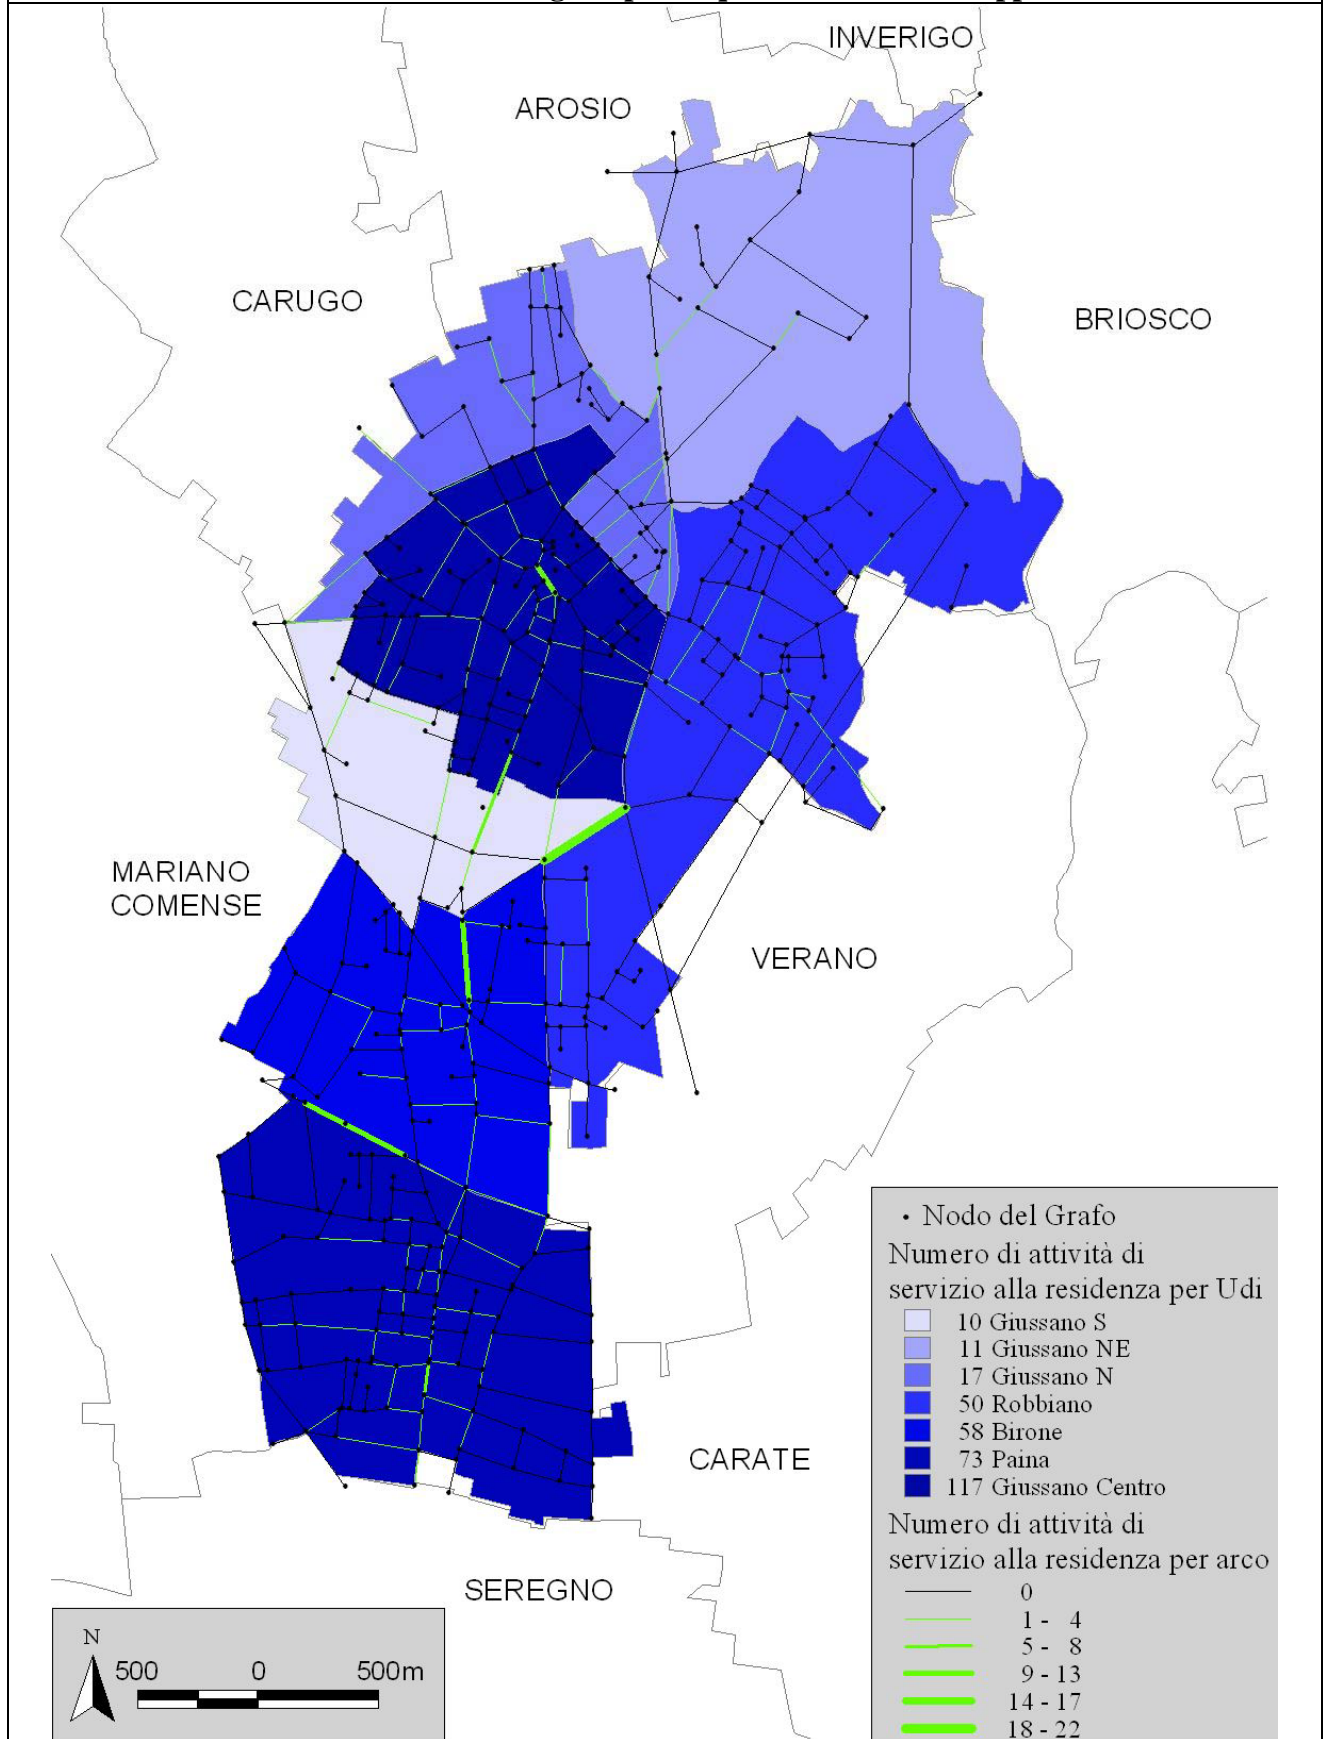 INVERIGO
AROSIO
CARUGO
BRIOSCO
MARIANO
COMENSE
VERANO
CARATE
SEREGNO
N
500 0 500m
· Nodo del Grafo
Numero di attività di
servizio alla residenza per Udi
10 Giussano S
11 Giussano NE
17 Giussano N
50 Robbiano
58 Birone
73 Paina
117 Giussano Centro
Numero di attività di
servizio alla residenza per arco
0
1 - 4
5 - 8
9 - 13
14 - 17
18 - 22